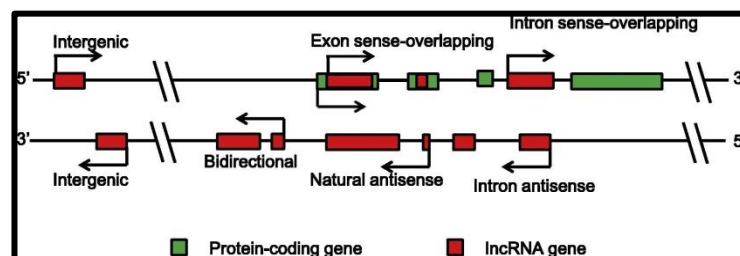 Intron sense-overlapping
Intergenic Exon sense-overlapping
5' 3'
3' 5'
Intergenic Bidirectional Natural antisense Intron antisense
Protein-coding gene lncRNA gene